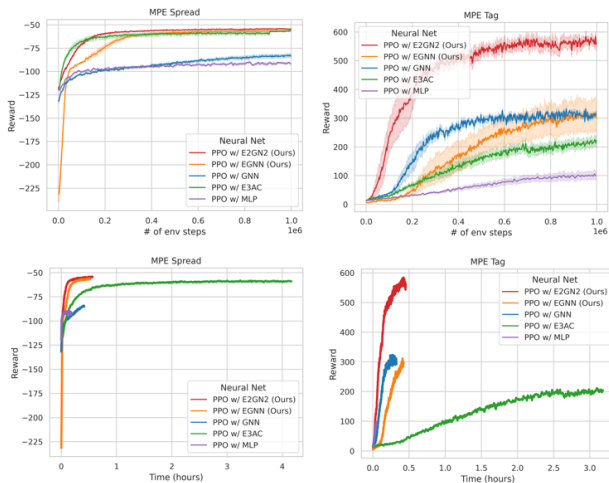 MPE Spread
−50
−75
−100
−125
−150
−175
−200
−225
Reward
0.0
0.2
0.4
0.6
0.8
1.0
1e6
# of env steps
Neural Net
PPO w/ E2GN2 (Ours)
PPO w/ EGNN (Ours)
PPO w/ GNN
PPO w/ E3AC
PPO w/ MLP
MPE Tag
600
500
400
300
200
100
0
Reward
0.0
0.2
0.4
0.6
0.8
1.0
1e6
# of env steps
Neural Net
PPO w/ E2GN2 (Ours)
PPO w/ EGNN (Ours)
PPO w/ GNN
PPO w/ E3AC
PPO w/ MLP
MPE Spread
−50
−75
−100
−125
−150
−175
−200
−225
Reward
0
1
2
3
4
Time (hours)
Neural Net
PPO w/ E2GN2 (Ours)
PPO w/ EGNN (Ours)
PPO w/ GNN
PPO w/ E3AC
PPO w/ MLP
MPE Tag
600
500
400
300
200
100
0
Reward
0.0
0.5
1.0
1.5
2.0
2.5
3.0
Time (hours)
Neural Net
PPO w/ E2GN2 (Ours)
PPO w/ EGNN (Ours)
PPO w/ GNN
PPO w/ E3AC
PPO w/ MLP